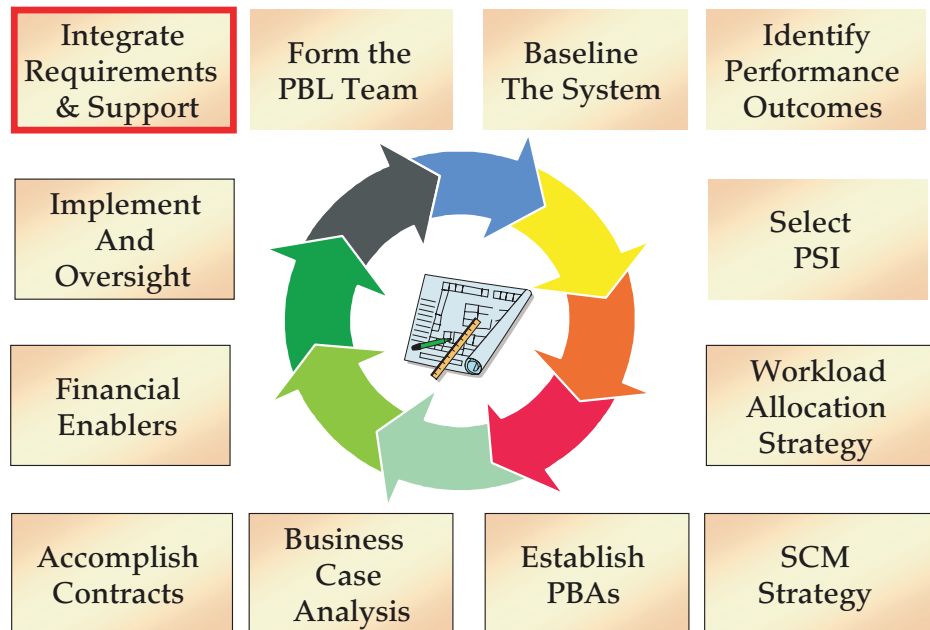 Integrate
Requirements
& Support
Form the
PBL Team
Baseline
The System
Identify
Performance
Outcomes
Implement
And
Oversight
Select
PSI
Financial
Enablers
Workload
Allocation
Strategy
Accomplish
Contracts
Business
Case
Analysis
Establish
PBAs
SCM
Strategy